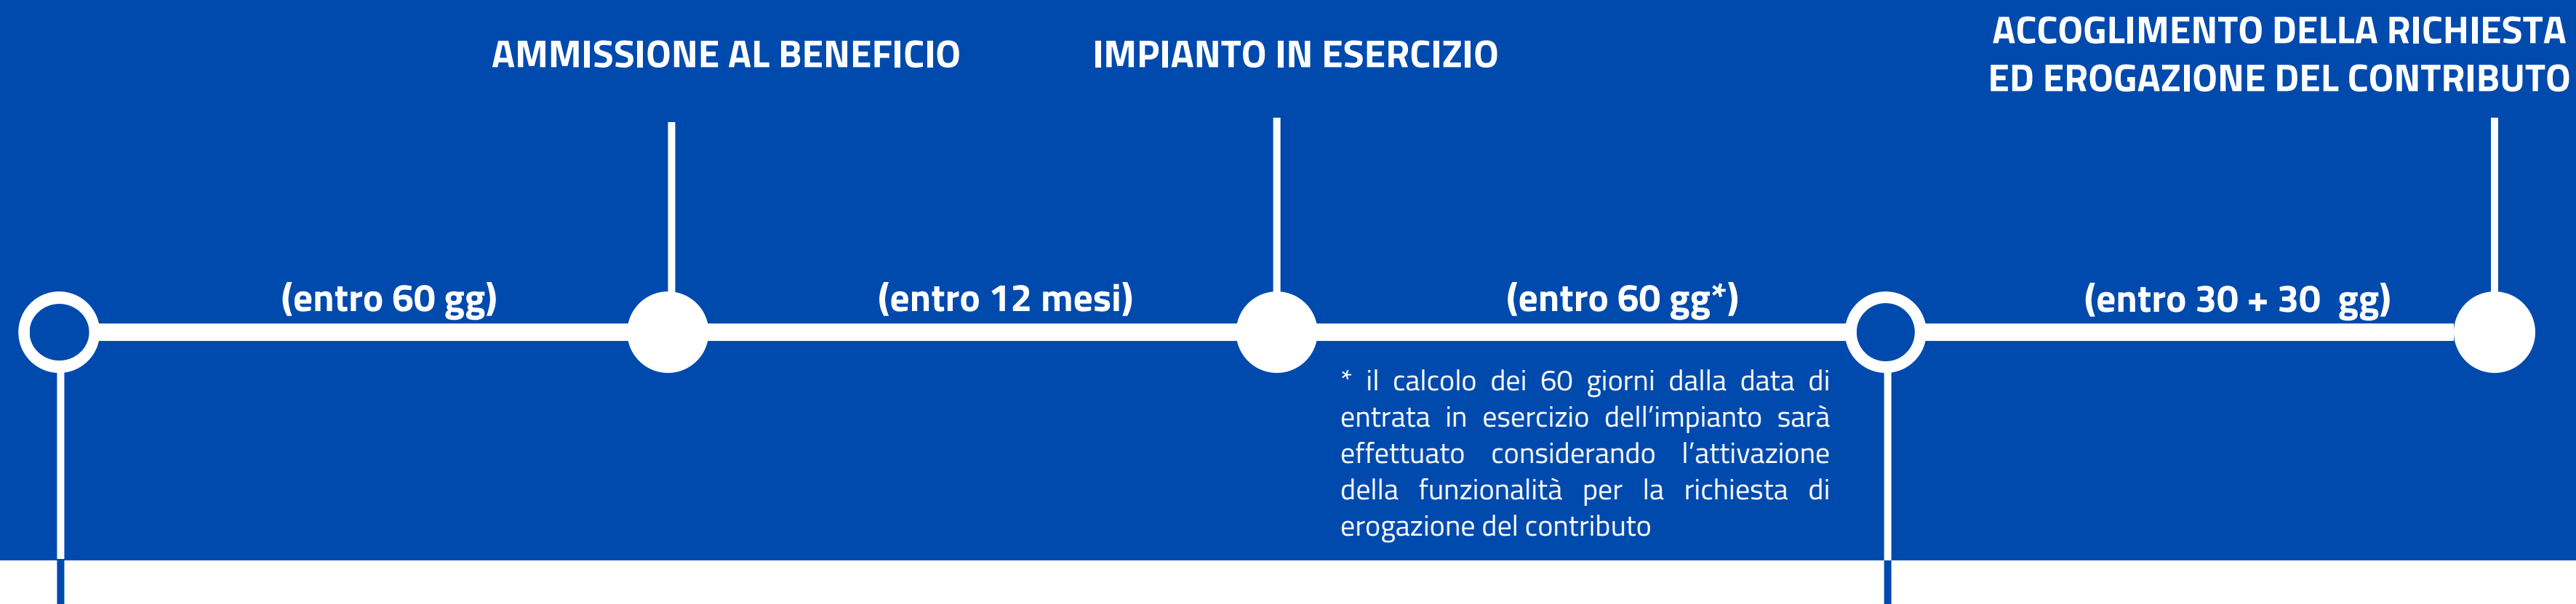 AMMISSIONE AL BENEFICIO
IMPIANTO IN ESERCIZIO
ACCOGLIMENTO DELLA RICHIESTA
ED EROGAZIONE DEL CONTRIBUTO
(entro 60 gg)
(entro 12 mesi)
(entro 60 gg*)
(entro 30 + 30 gg)
* il calcolo dei 60 giorni dalla data di
entrata in esercizio dell'impianto sarà
effettuato considerando l'attivazione
della funzionalità per la richiesta di
erogazione del contributo